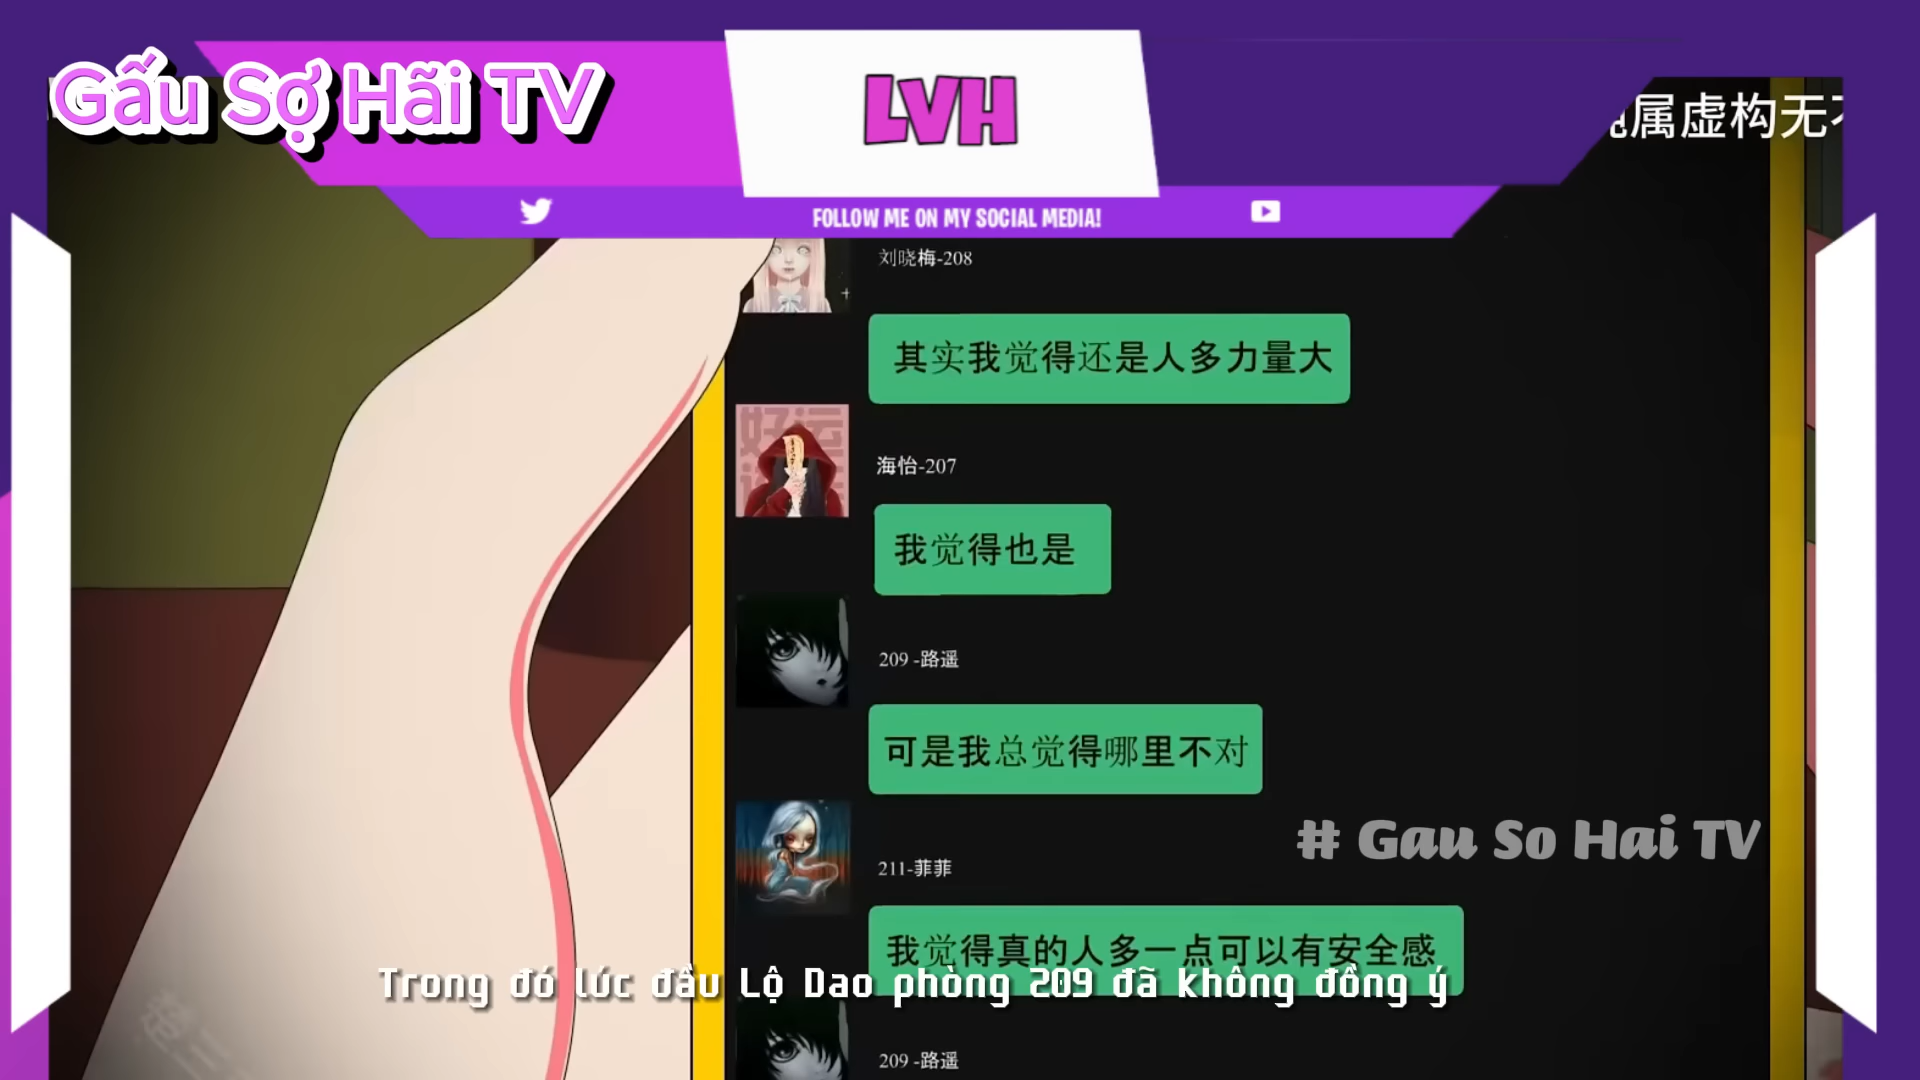 Gấu Sợ Hãi TV
LVH
属虚构无
FOLLOW ME ON MY SOCIAL MEDIA!
刘晓梅-208
其实我觉得还是人多力量大
海怡-207
我觉得也是
209 -路遥
可是我总觉得哪里不对
# Gau So Hai TV
211-菲菲
我觉得真的人多一点可以有安全感
Trong đó lúc đầu Lộ Dao phòng 209 đã không đồng ý
209 -路遥